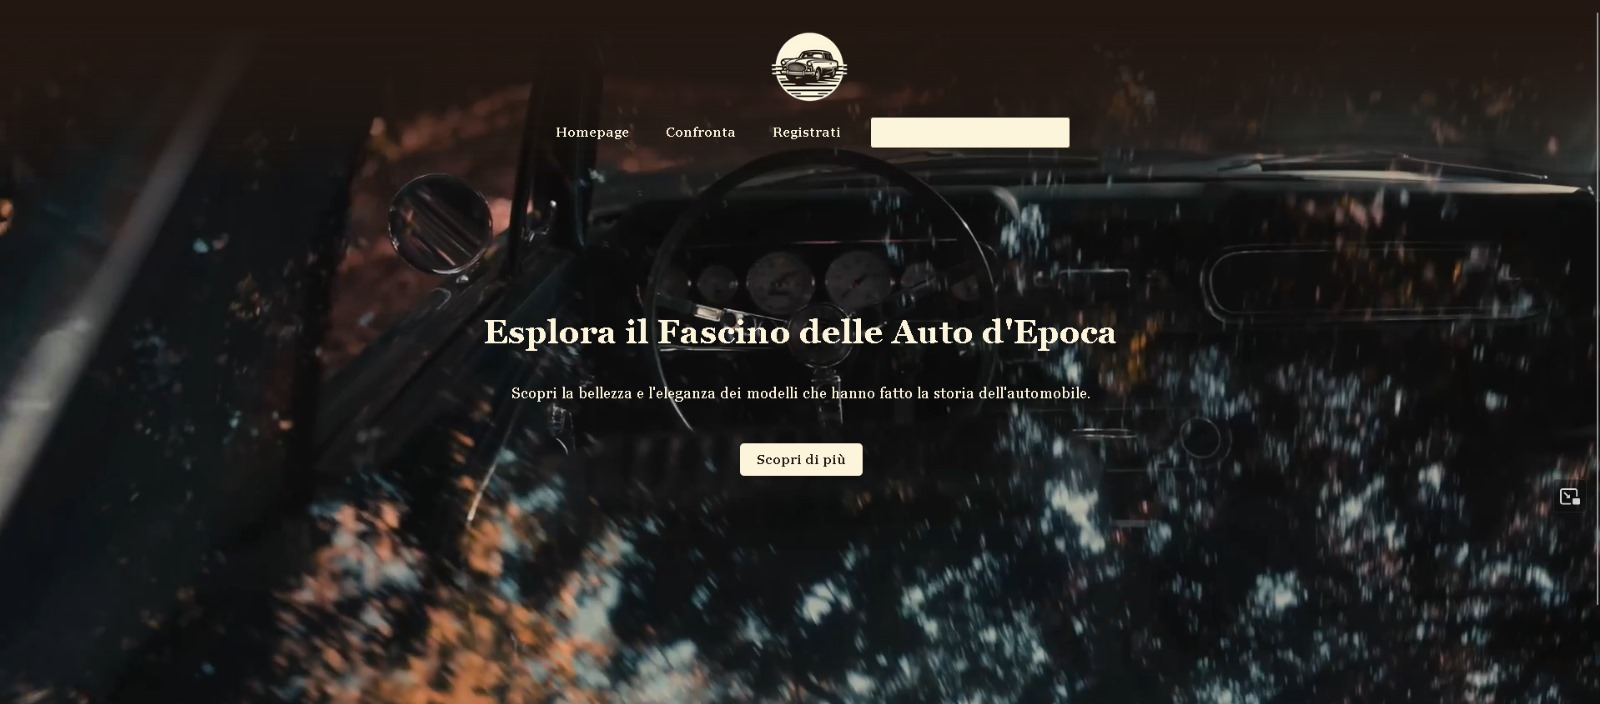 Homepage
Confronta
Registrati
Esplora il Fascino delle Auto d'Epoca
Scopri la bellezza e l'eleganza dei modelli che hanno fatto la storia dell'automobile.
Scopri di più